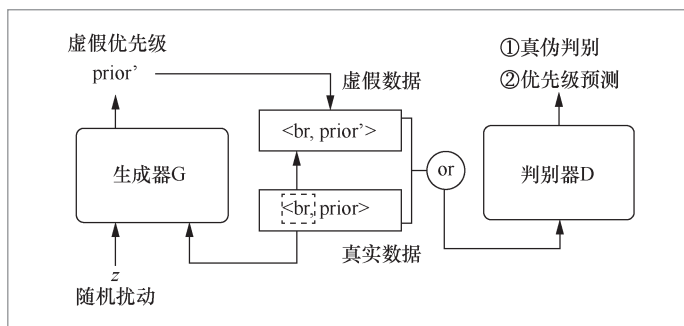 虚假优先级
prior’
虚假数据
①真伪判别
②优先级预测
<br, prior’>
生成器G
or
判别器D
<br, prior>
真实数据
z
随机扰动